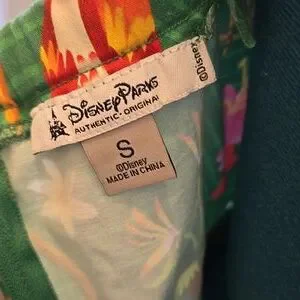 Disney Parks
AUTHENTIC • ORIGINAL
©Disney
S
©Disney
MADE IN CHINA